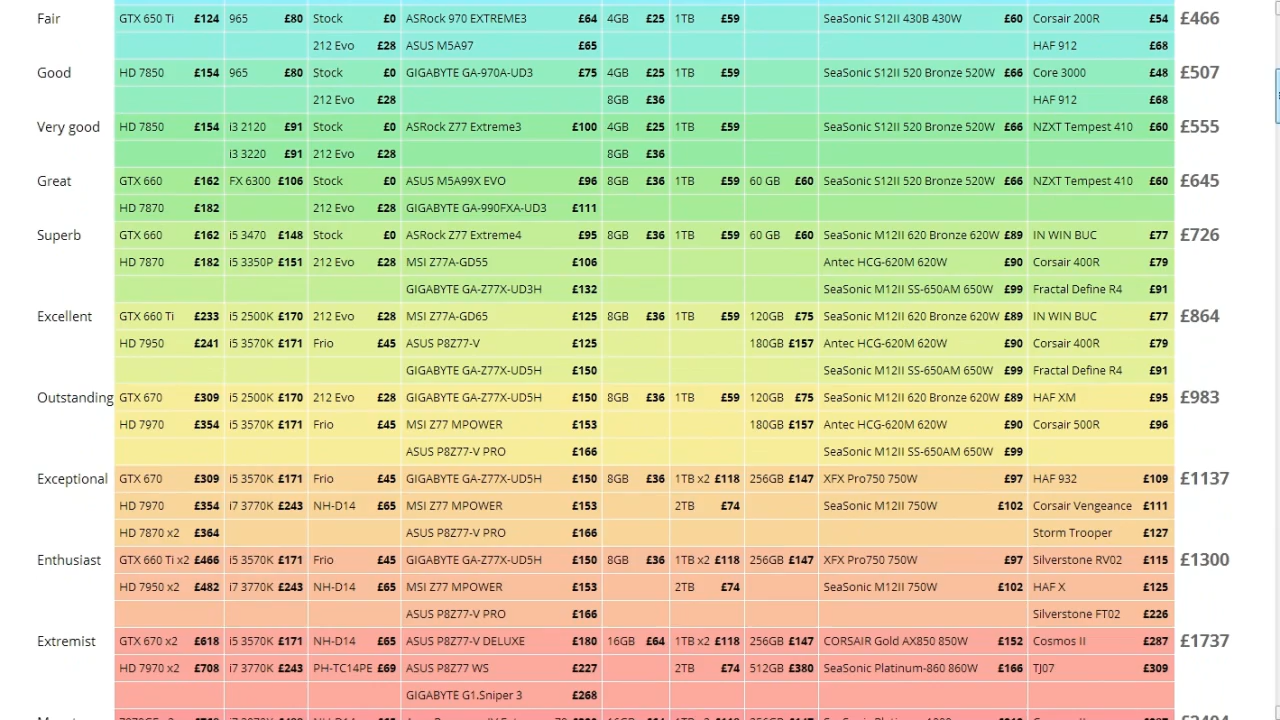 Fair GTX 650 Ti £124 965 £80 Stock £0 ASRock 970 EXTREME3 £64 4GB £25 1TB £59 SeaSonic S12II 430B 430W £60 Corsair 200R £54 £466
212 Evo £28 ASUS M5A97 £65 HAF 912 £68
Good HD 7850 £154 965 £80 Stock £0 GIGABYTE GA-970A-UD3 £75 4GB £25 1TB £59 SeaSonic S12II 520 Bronze 520W £66 Core 3000 £48 £507
212 Evo £28 8GB £36 HAF 912 £68
Very good HD 7850 £154 i3 2120 £91 Stock £0 ASRock Z77 Extreme3 £100 4GB £25 1TB £59 SeaSonic S12II 520 Bronze 520W £66 NZXT Tempest 410 £60 £555
i3 3220 £91 212 Evo £28 8GB £36
Great GTX 660 £162 FX 6300 £106 Stock £0 ASUS M5A99X EVO £96 8GB £36 1TB £59 60 GB £60 SeaSonic S12II 520 Bronze 520W £66 NZXT Tempest 410 £60 £645
HD 7870 £182 212 Evo £28 GIGABYTE GA-990FXA-UD3 £111
Superb GTX 660 £162 i5 3470 £148 Stock £0 ASRock Z77 Extreme4 £95 8GB £36 1TB £59 60 GB £60 SeaSonic M12II 620 Bronze 620W £89 IN WIN BUC £77 £726
HD 7870 £182 i5 3350P £151 212 Evo £28 MSI Z77A-GD55 £106 Antec HCG-620M 620W £90 Corsair 400R £79
GIGABYTE GA-Z77X-UD3H £132 SeaSonic M12II SS-650AM 650W £99 Fractal Define R4 £91
Excellent GTX 660 Ti £233 i5 2500K £170 212 Evo £28 MSI Z77A-GD65 £125 8GB £36 1TB £59 120GB £75 SeaSonic M12II 620 Bronze 620W £89 IN WIN BUC £77 £864
HD 7950 £241 i5 3570K £171 Frio £45 ASUS P8Z77-V £125 180GB £157 Antec HCG-620M 620W £90 Corsair 400R £79
GIGABYTE GA-Z77X-UD5H £150 SeaSonic M12II SS-650AM 650W £99 Fractal Define R4 £91
Outstanding GTX 670 £309 i5 2500K £170 212 Evo £28 GIGABYTE GA-Z77X-UD5H £150 8GB £36 1TB £59 120GB £75 SeaSonic M12II 620 Bronze 620W £89 HAF XM £95 £983
HD 7970 £354 i5 3570K £171 Frio £45 MSI Z77 MPOWER £153 180GB £157 Antec HCG-620M 620W £90 Corsair 500R £96
ASUS P8Z77-V PRO £166 SeaSonic M12II SS-650AM 650W £99
Exceptional GTX 670 £309 i5 3570K £171 Frio £45 GIGABYTE GA-Z77X-UD5H £150 8GB £36 1TB x2 £118 256GB £147 XFX Pro750 750W £97 HAF 932 £109 £1137
HD 7970 £354 i7 3770K £243 NH-D14 £65 MSI Z77 MPOWER £153 2TB £74 SeaSonic M12II 750W £102 Corsair Vengeance £111
HD 7870 x2 £364 ASUS P8Z77-V PRO £166 Storm Trooper £127
Enthusiast GTX 660 Ti x2 £466 i5 3570K £171 Frio £45 GIGABYTE GA-Z77X-UD5H £150 8GB £36 1TB x2 £118 256GB £147 XFX Pro750 750W £97 Silverstone RV02 £115 £1300
HD 7950 x2 £482 i7 3770K £243 NH-D14 £65 MSI Z77 MPOWER £153 2TB £74 SeaSonic M12II 750W £102 HAF X £125
ASUS P8Z77-V PRO £166 Silverstone FT02 £226
Extremist GTX 670 x2 £618 i5 3570K £171 NH-D14 £65 ASUS P8Z77-V DELUXE £180 16GB £64 1TB x2 £118 256GB £147 CORSAIR Gold AX850 850W £152 Cosmos II £287 £1737
HD 7970 x2 £708 i7 3770K £243 PH-TC14PE £69 ASUS P8Z77 WS £227 2TB £74 512GB £380 SeaSonic Platinum-860 860W £166 TJ07 £309
GIGABYTE G1.Sniper 3 £268